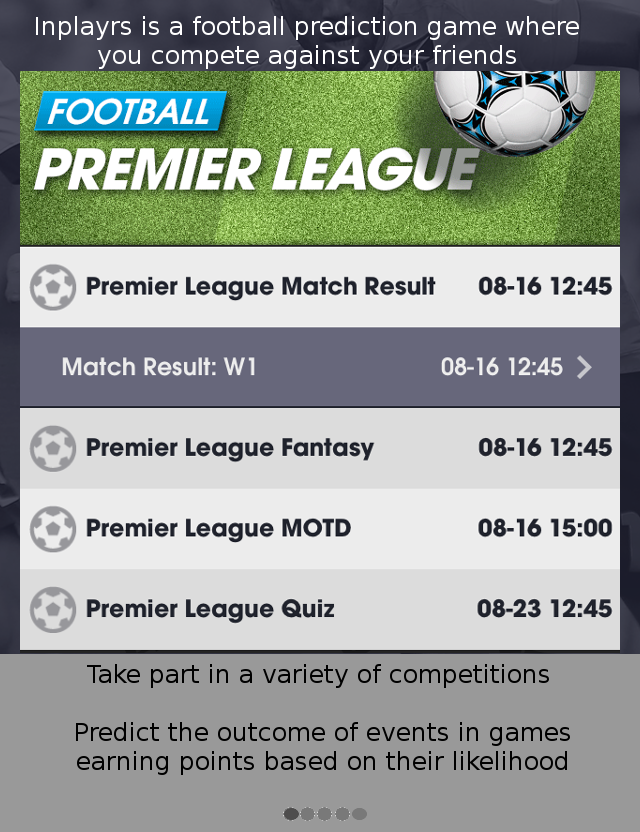 Inplayrs is a football prediction game where
you compete against your friends
FOOTBALL
PREMIER LEAGUE
Premier League Match Result 08-16 12:45
Match Result: W1 08-16 12:45
Premier League Fantasy 08-16 12:45
Premier League MOTD 08-16 15:00
Premier League Quiz 08-23 12:45
Take part in a variety of competitions
Predict the outcome of events in games
earning points based on their likelihood